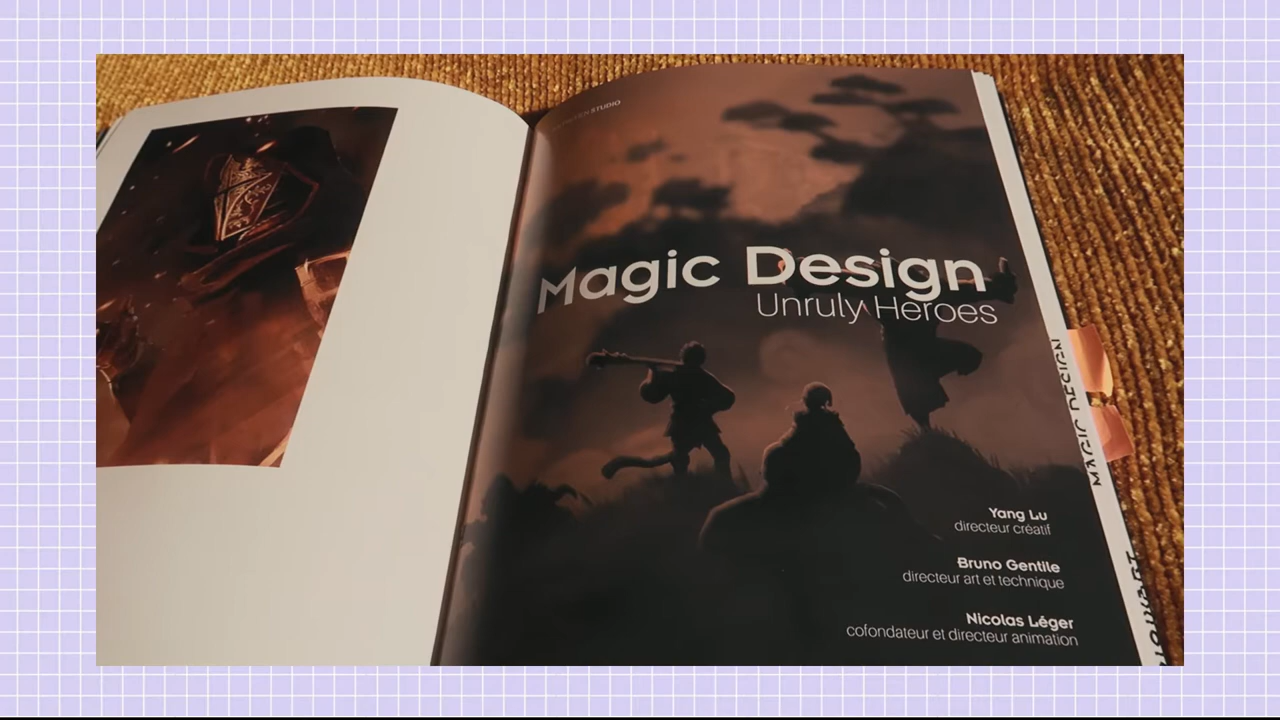 STUDIO
Magic Design
Unruly Heroes
Yang Lu
directeur créatif
Bruno Gentile
directeur art et technique
Nicolas Léger
cofondateur et directeur animation
MAGIC DESIGN